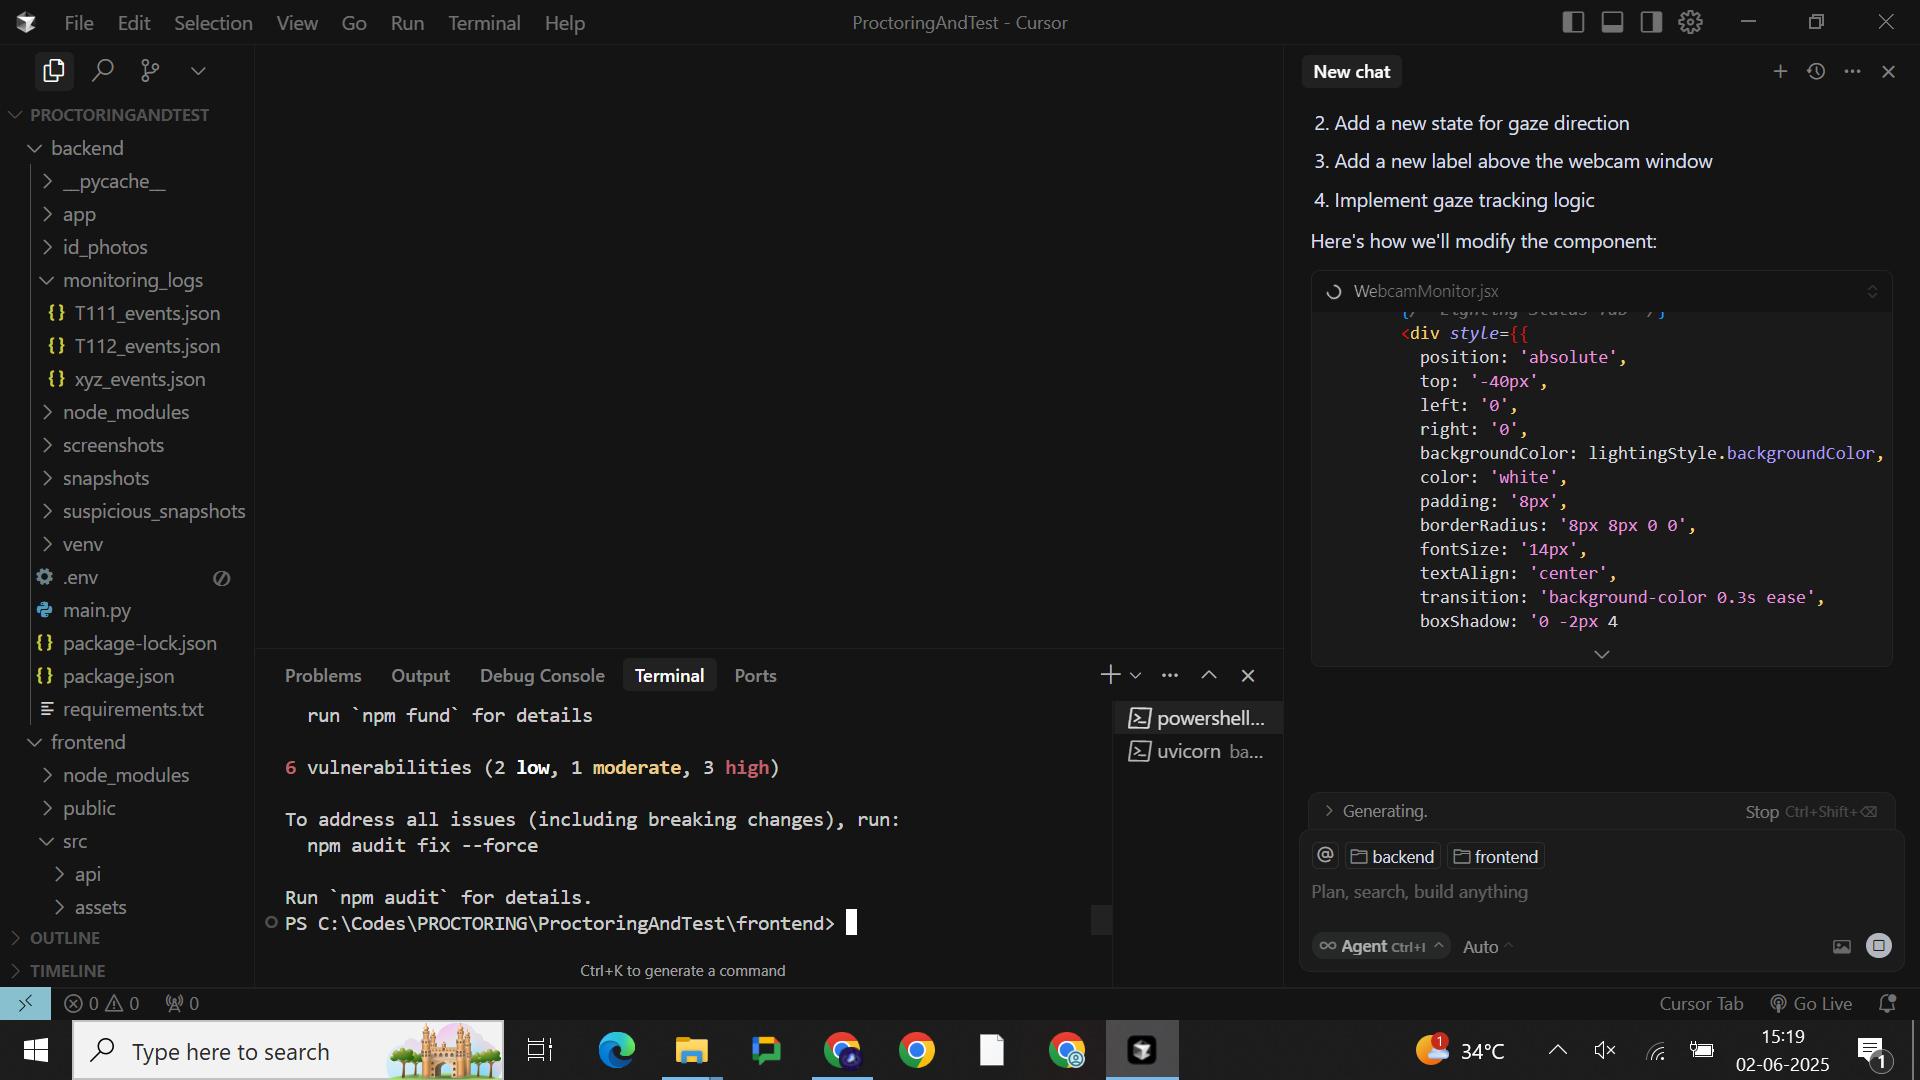 File Edit Selection View Go Run Terminal Help
ProctoringAndTest - Cursor
PROCTORINGANDTEST
backend
__pycache__
app
id_photos
monitoring_logs
{} T111_events.json
{} T112_events.json
{} xyz_events.json
node_modules
screenshots
snapshots
suspicious_snapshots
venv
.env
main.py
{} package-lock.json
{} package.json
requirements.txt
frontend
node_modules
public
src
api
assets
OUTLINE
TIMELINE
Problems Output Debug Console Terminal Ports
run `npm fund` for details
6 vulnerabilities (2 low, 1 moderate, 3 high)
To address all issues (including breaking changes), run:
npm audit fix --force
Run `npm audit` for details.
PS C:\Codes\PROCTORING\ProctoringAndTest\frontend>
Ctrl+K to generate a command
powershell...
uvicorn ba...
New chat
2. Add a new state for gaze direction
3. Add a new label above the webcam window
4. Implement gaze tracking logic
Here's how we'll modify the component:
WebcamMonitor.jsx
<div style={{
position: 'absolute',
top: '-40px',
left: '0',
right: '0',
backgroundColor: lightingStyle.backgroundColor,
color: 'white',
padding: '8px',
borderRadius: '8px 8px 0 0',
fontSize: '14px',
textAlign: 'center',
transition: 'background-color 0.3s ease',
boxShadow: '0 -2px 4
Generating. Stop Ctrl+Shift+⌫
@ backend frontend
Plan, search, build anything
∞ Agent Ctrl+I Auto
0 0 0
Cursor Tab Go Live
Type here to search
1 34°C
15:19
02-06-2025
1